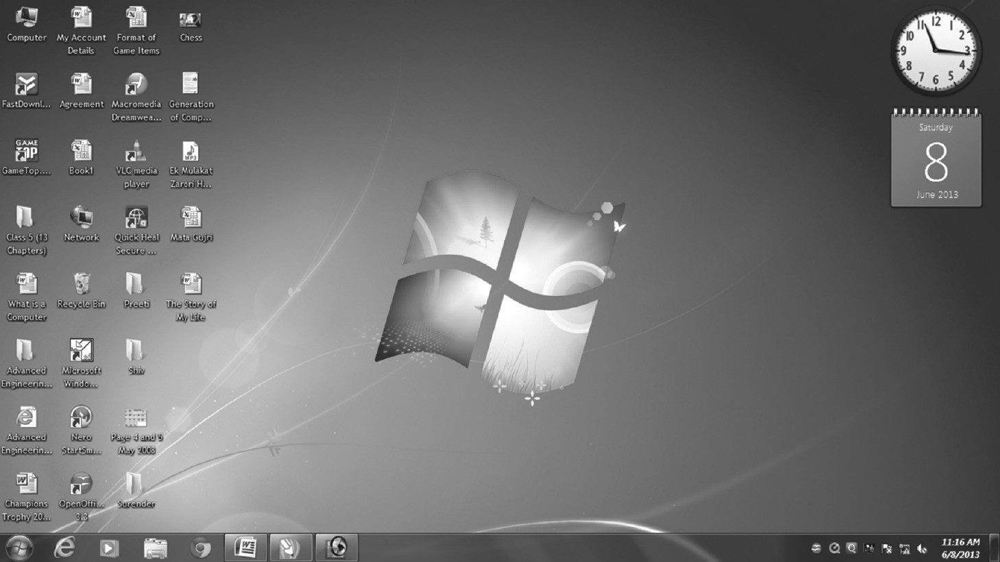 Computer
My Account
Details
Format of
Game Items
Chess
FastDownl...
Agreement
Macromedia
Dreamwea...
Generation
of Comp...
GAME
TOP
GameTop....
Book1
VLC media
player
MP3
Ek Mulakat
Zarori H...
Class 5 (13
Chapters)
Network
Quick Heal
Secure ...
Mata Gujri
What is a
Computer
Recycle Bin
Preeti
The Story of
My Life
Advanced
Engineerin...
Microsoft
Windo...
Shiv
Advanced
Engineerin...
Nero
StartSm...
Page 4 and 5
May 2008
Champions
Trophy 20...
OpenOffi...
3.3
Surender
12
1
2
3
4
5
6
7
8
9
10
11
Saturday
8
June 2013
11:16 AM
6/8/2013